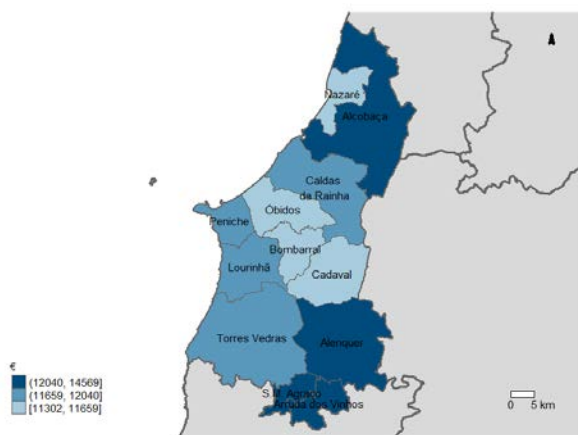 Nazaré
Alcobaça
Caldas
da Rainha
Óbidos
Peniche
Bombarral
Lourinhã
Cadaval
Torres Vedras
Alenquer
€
(12040, 14569]
(11659, 12040]
[11302, 11659]
S.M. Agraço
Arruda dos Vinhos
0 5 km